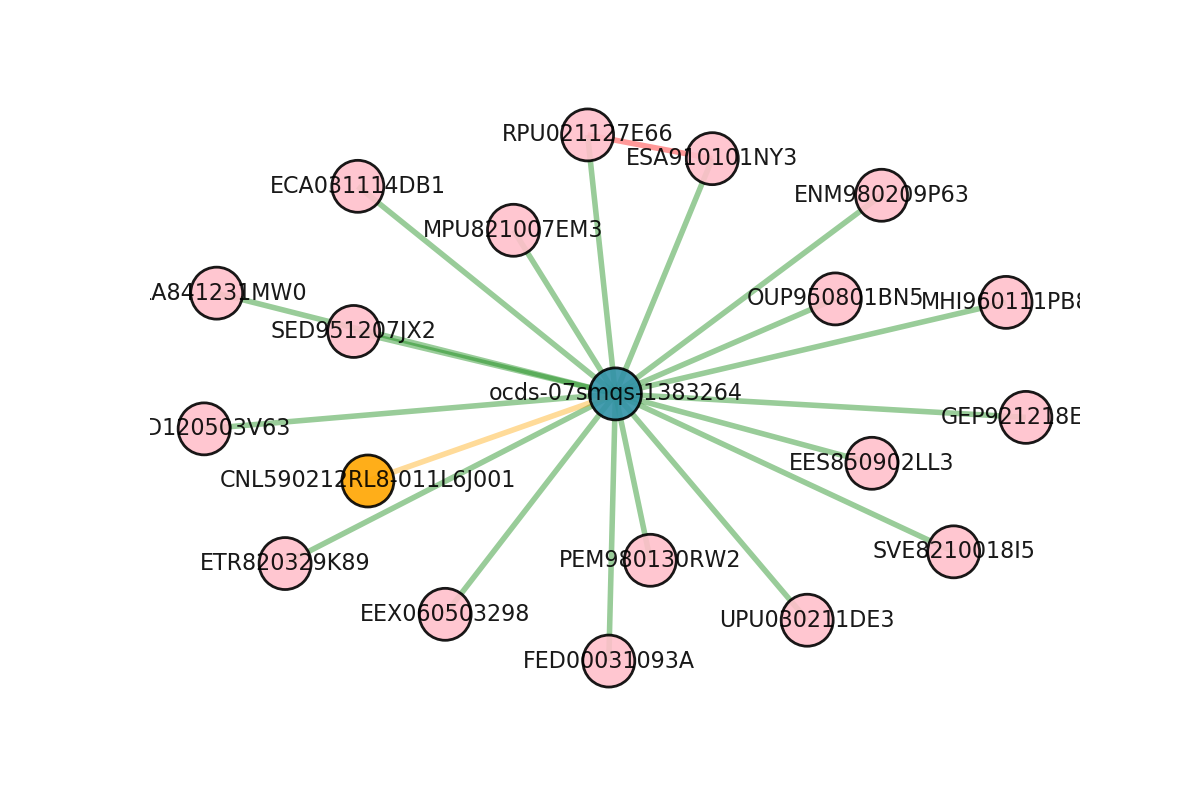 RPU021127E66
ESA910101NY3
ECA031114DB1
ENM980209P63
MPU821007EM3
A841231MW0
OUP950801BN5
MHI960111PB8
SED951207JX2
ocds-07smqs-1383264
GEP921218E
D120503V63
EES850902LL3
CNL590212RL8-011L6J001
SVE8210018I5
PEM980130RW2
ETR820329K89
EEX060503298
UPU030211DE3
FED00031093A